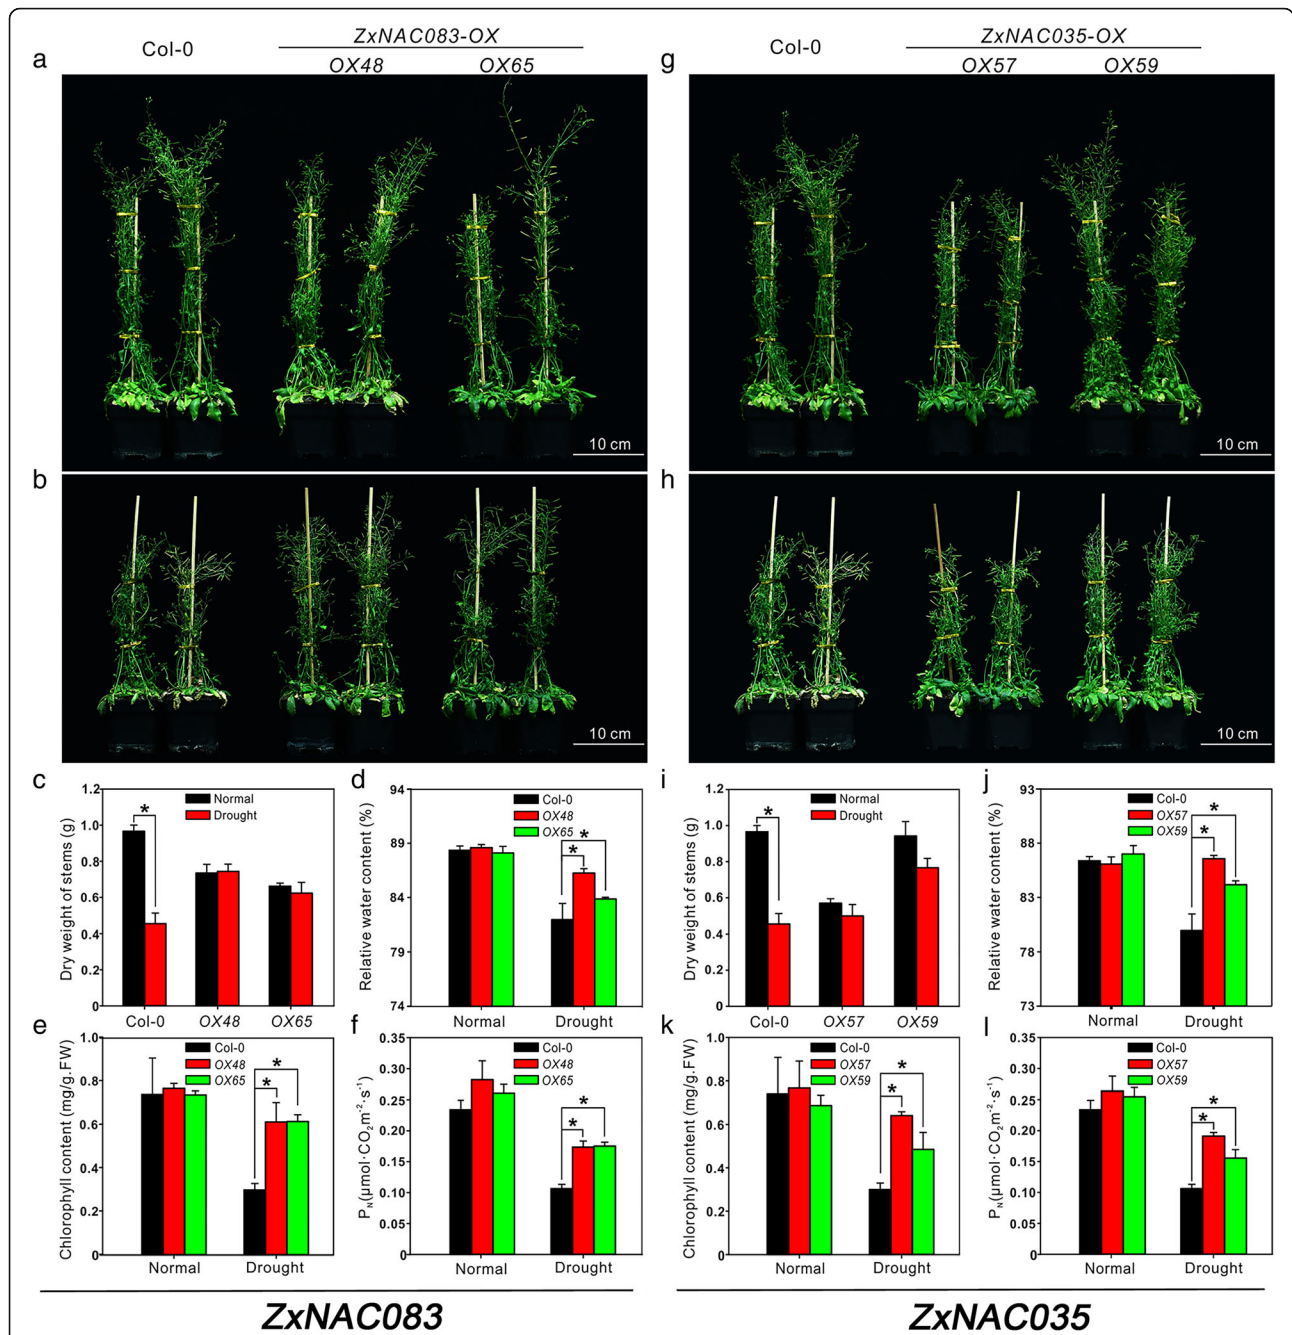 ZxNAC083-OX
ZxNAC035-OX
Col-0
Col-0
a
OX48
OX65
g
OX57
OX59
10 cm
10 cm
b
h
10 cm
10 cm
c
Dry weight of stems (g)
1.2
1.0
0.8
0.6
0.4
0.2
0
Normal
Drought
*
Col-0
OX48
OX65
d
Relative water content (%)
94
89
84
79
74
Col-0
OX48
OX65
*
*
Normal
Drought
i
Dry weight of stems (g)
1.2
1.0
0.8
0.6
0.4
0.2
0
Normal
Drought
*
Col-0
OX57
OX59
j
Relative water content (%)
93
88
83
78
73
Col-0
OX57
OX59
*
*
Normal
Drought
e
Chlorophyll content (mg/g.FW)
1.0
0.8
0.6
0.4
0.2
0
Col-0
OX48
OX65
*
*
Normal
Drought
f
PN(μmol·CO2m-2·s-1)
0.35
0.30
0.25
0.20
0.15
0.10
0.05
0
Col-0
OX48
OX65
*
*
Normal
Drought
k
Chlorophyll content (mg/g.FW)
1.0
0.8
0.6
0.4
0.2
0
Col-0
OX57
OX59
*
*
Normal
Drought
l
PN(μmol·CO2m-2·s-1)
0.35
0.30
0.25
0.20
0.15
0.10
0.05
0
Col-0
OX57
OX59
*
*
Normal
Drought
ZxNAC083
ZxNAC035